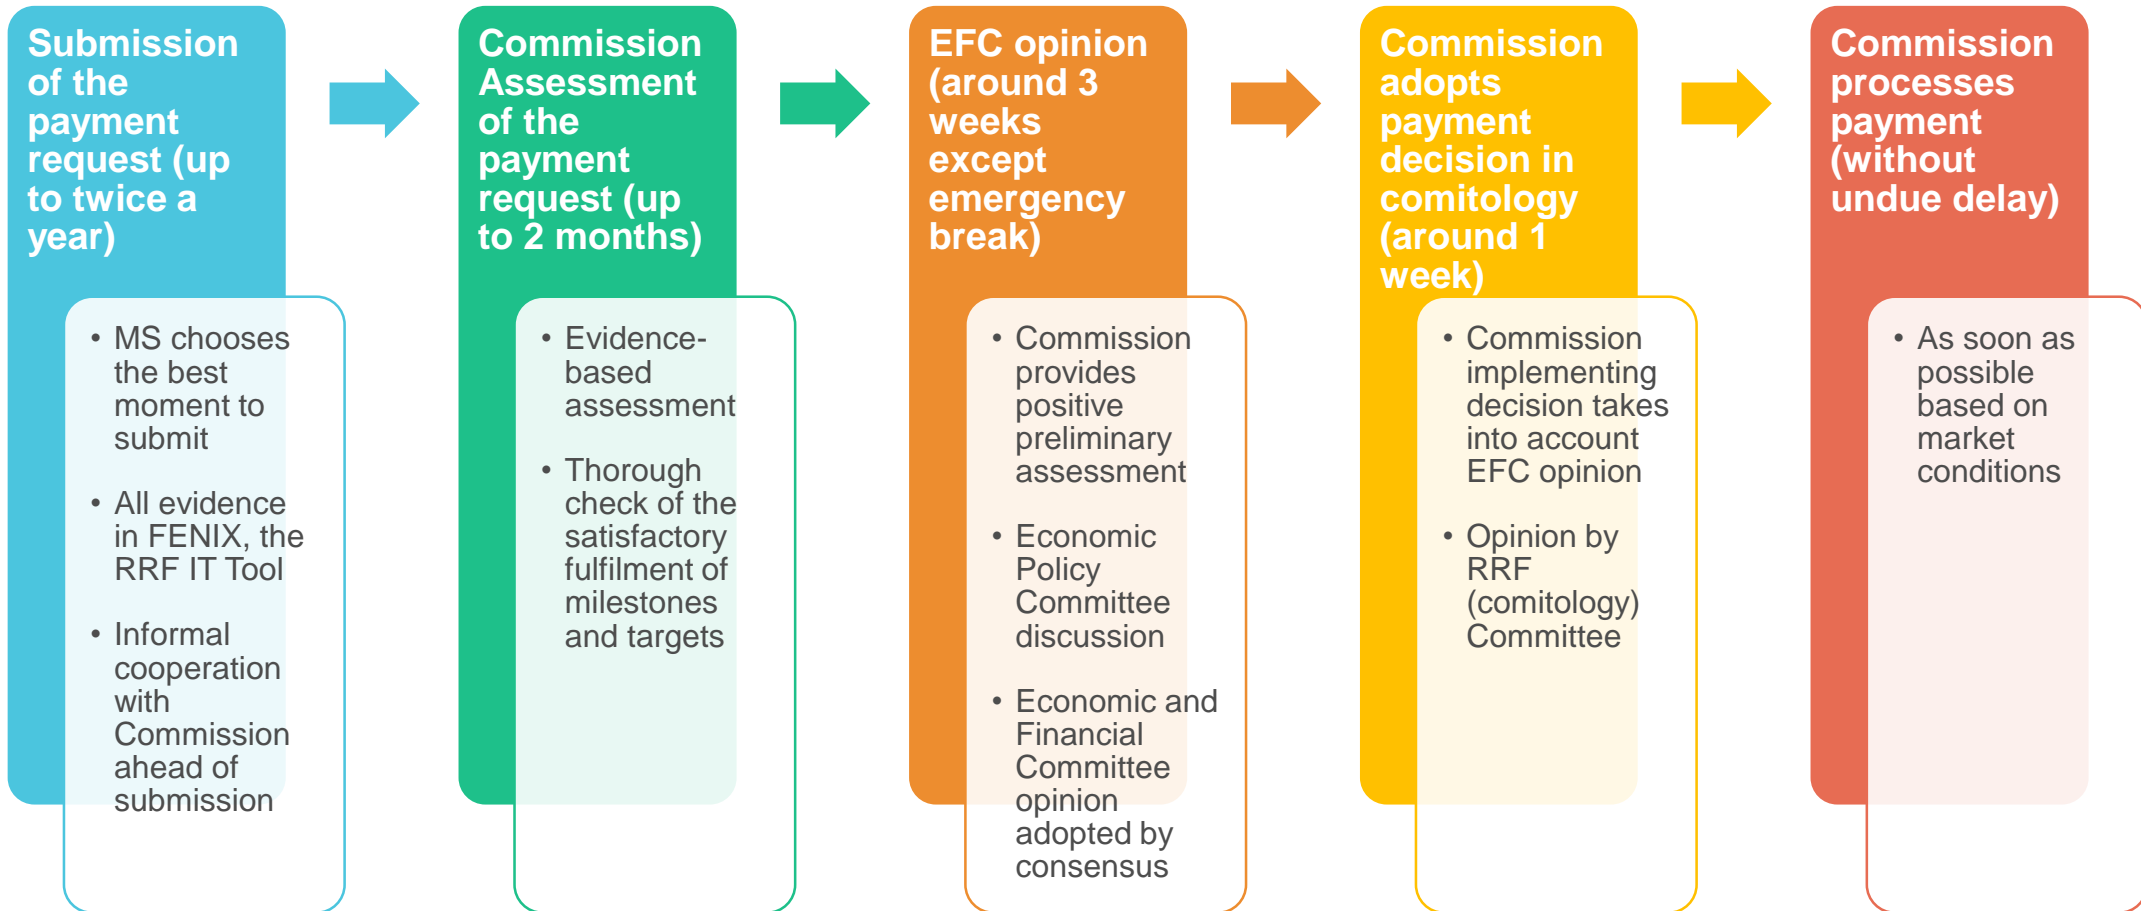 Submission
of the
payment
request (up
to twice a
year)
• MS chooses
the best
moment to
submit
• All evidence
in FENIX, the
RRF IT Tool
• Informal
cooperation
with
Commission
ahead of
submission
Commission
Assessment
of the
payment
request (up
to 2 months)
• Evidence-
based
assessment
• Thorough
check of the
satisfactory
fulfilment of
milestones
and targets
EFC opinion
(around 3
weeks
except
emergency
break)
• Commission
provides
positive
preliminary
assessment
• Economic
Policy
Committee
discussion
• Economic and
Financial
Committee
opinion
adopted by
consensus
Commission
adopts
payment
decision in
comitology
(around 1
week)
• Commission
implementing
decision takes
into account
EFC opinion
• Opinion by
RRF
(comitology)
Committee
Commission
processes
payment
(without
undue delay)
• As soon as
possible
based on
market
conditions